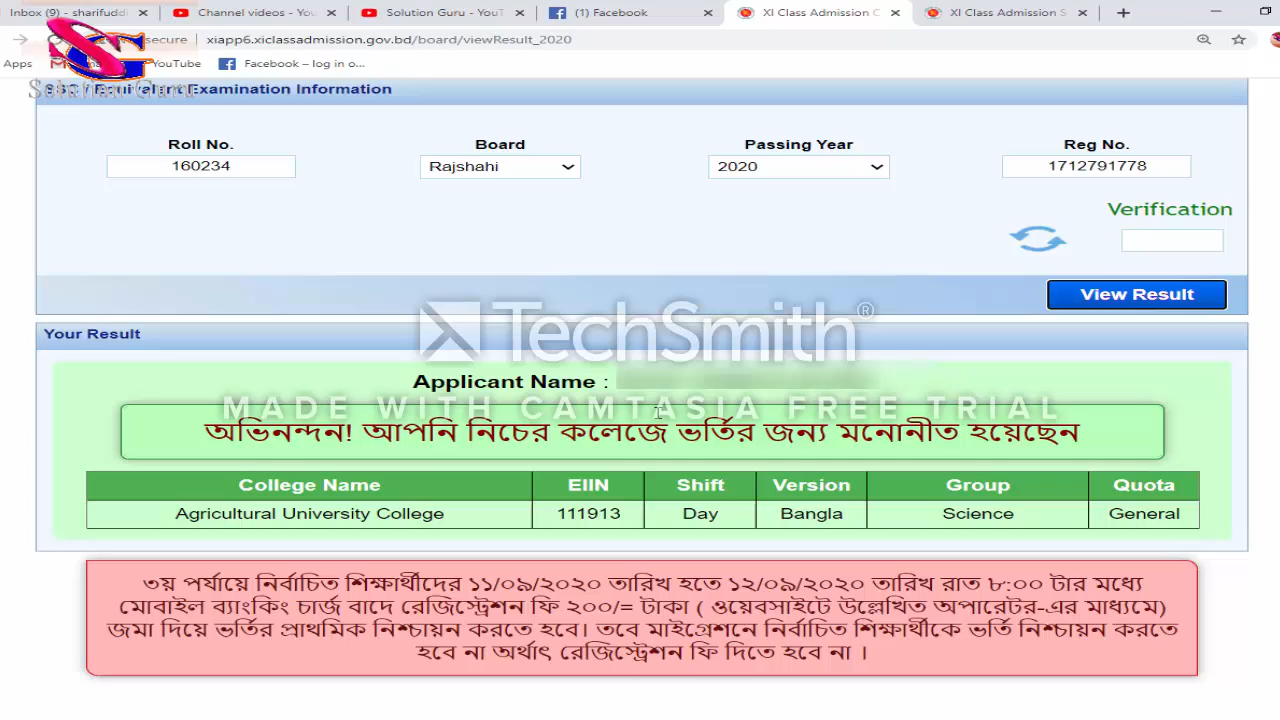 Inbox (9) - sharifuddi
Channel videos - You
Solution Guru - YouT
(1) Facebook
XI Class Admission C
XI Class Admission S
secure | xiapp6.xiclassadmission.gov.bd/board/viewResult_2020
Apps
YouTube
Facebook – log in o...
Solution Guru
SSC / Equivalent Examination Information
Roll No. Board Passing Year Reg No.
160234 Rajshahi 2020 1712791778
Verification
View Result
TechSmith®
Your Result
Applicant Name :
MADE WITH CAMTASIA FREE TRIAL
অভিনন্দন! আপনি নিচের কলেজে ভর্তির জন্য মনোনীত হয়েছেন
College Name EIIN Shift Version Group Quota
Agricultural University College 111913 Day Bangla Science General
৩য় পর্যায়ে নির্বাচিত শিক্ষার্থীদের ১১/০৯/২০২০ তারিখ হতে ১২/০৯/২০২০ তারিখ রাত ৮:০০ টার মধ্যে
মোবাইল ব্যাংকিং চার্জ বাদে রেজিস্ট্রেশন ফি ২০০/= টাকা ( ওয়েবসাইটে উল্লেখিত অপারেটর-এর মাধ্যমে)
জমা দিয়ে ভর্তির প্রাথমিক নিশ্চায়ন করতে হবে। তবে মাইগ্রেশনে নির্বাচিত শিক্ষার্থীকে ভর্তি নিশ্চায়ন করতে
হবে না অর্থাৎ রেজিস্ট্রেশন ফি দিতে হবে না ।